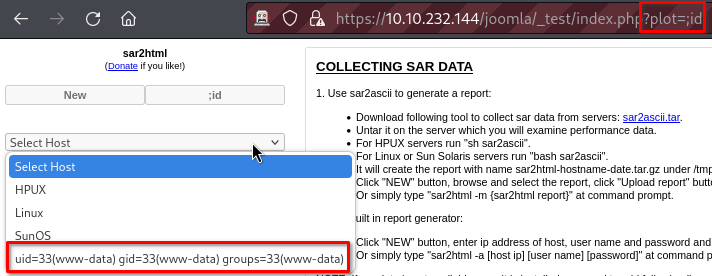 https://10.10.232.144/joomla/_test/index.php?plot=;id
sar2html
(Donate if you like!)
New
;id
Select Host
Select Host
HPUX
Linux
SunOS
uid=33(www-data) gid=33(www-data) groups=33(www-data)
COLLECTING SAR DATA
1. Use sar2ascii to generate a report:
Download following tool to collect sar data from servers: sar2ascii.tar.
Untar it on the server which you will examine performance data.
For HPUX servers run "sh sar2ascii".
For Linux or Sun Solaris servers run "bash sar2ascii".
It will create the report with name sar2html-hostname-date.tar.gz under /tmp
Click "NEW" button, browse and select the report, click "Upload report" butt
Or simply type "sar2html -m {sar2html report}" at command prompt.
uilt in report generator:
Click "NEW" button, enter ip address of host, user name and password and
Or simply type "sar2html -a [host ip] [user name] [password]" at command p